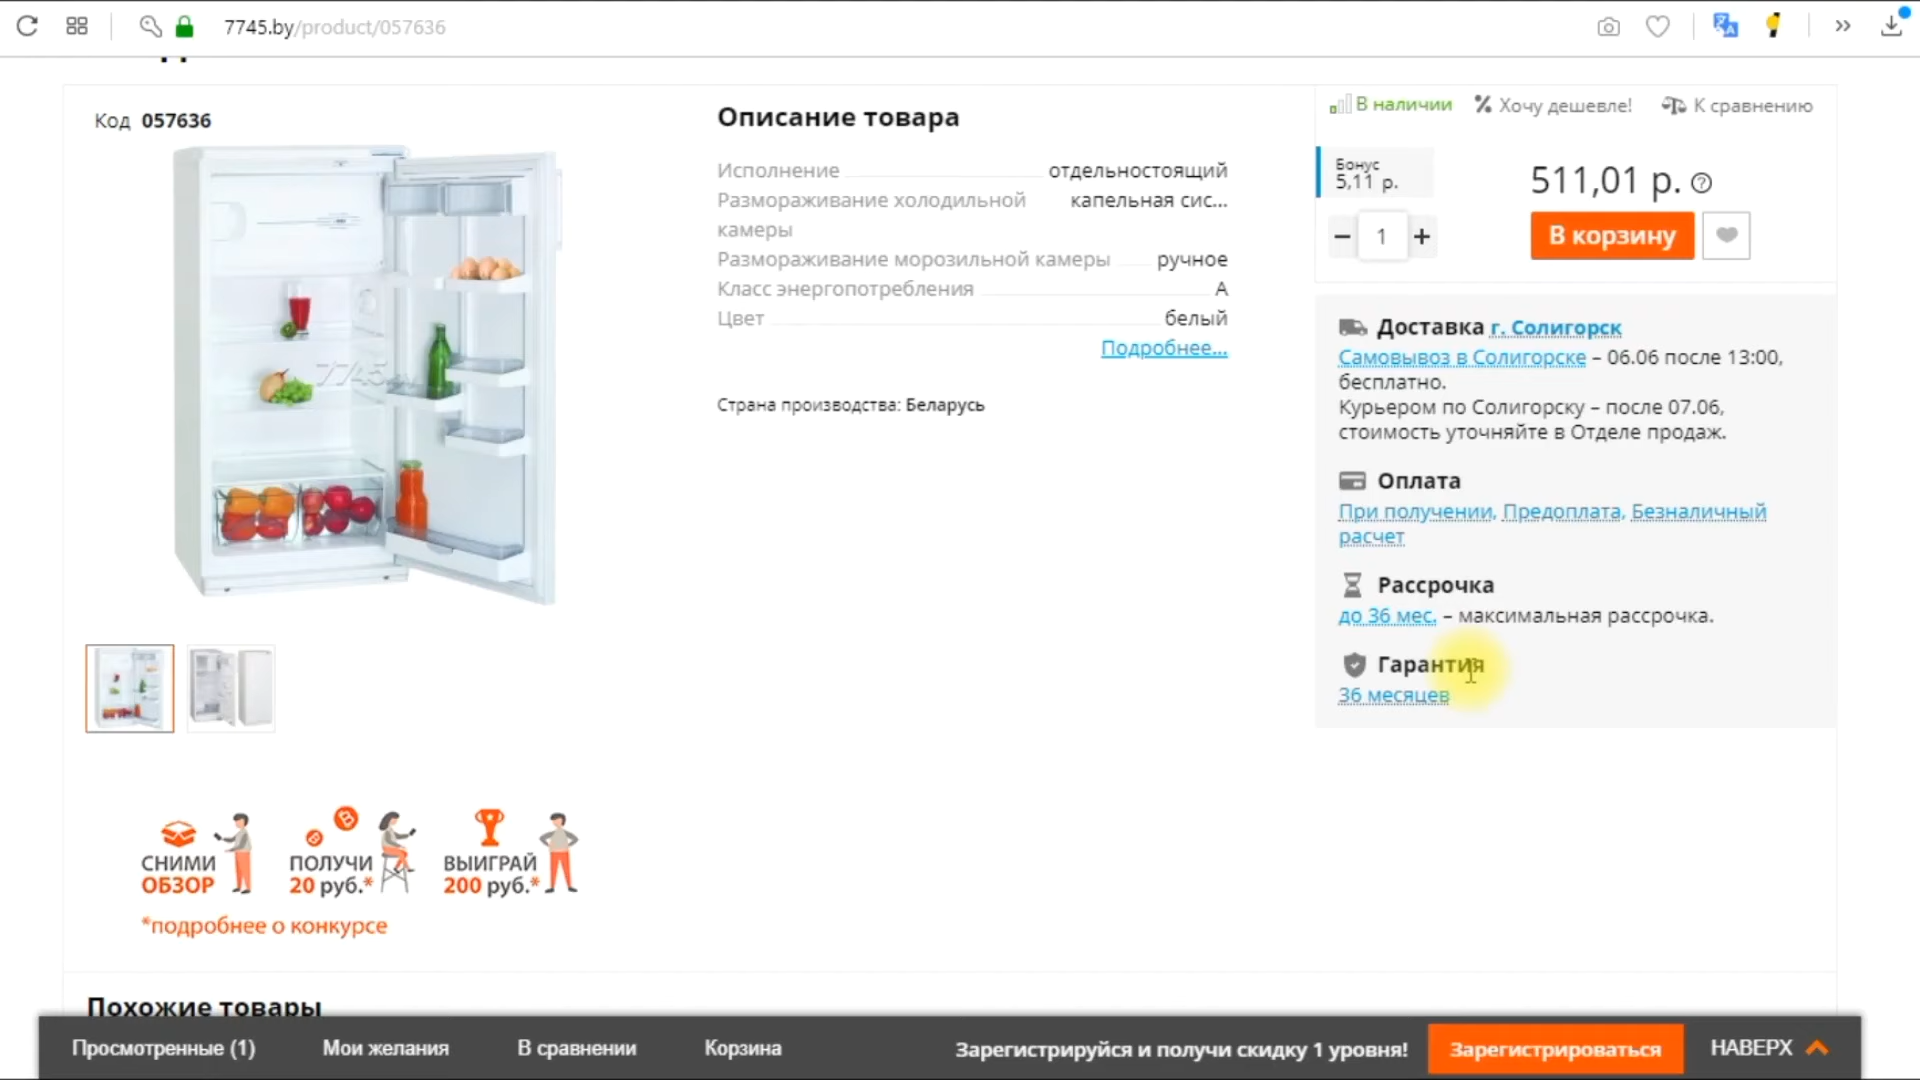 7745.by/product/057636
Код 057636
Описание товара
Исполнение отдельностоящий
Размораживание холодильной капельная сис...
камеры
Размораживание морозильной камеры ручное
Класс энергопотребления A
Цвет белый
Подробнее...
Страна производства: Беларусь
В наличии Хочу дешевле! К сравнению
Бонус
5,11 р.
511,01 р.
1
В корзину
Доставка г. Солигорск
Самовывоз в Солигорске – 06.06 после 13:00,
бесплатно.
Курьером по Солигорску – после 07.06,
стоимость уточняйте в Отделе продаж.
Оплата
При получении, Предоплата, Безналичный
расчет
Рассрочка
до 36 мес. – максимальная рассрочка.
Гарантия
36 месяцев
СНИМИ
ОБЗОР
ПОЛУЧИ
20 руб.*
ВЫИГРАЙ
200 руб.*
*подробнее о конкурсе
Похожие товары
Просмотренные (1) Мои желания В сравнении Корзина Зарегистрируйся и получи скидку 1 уровня! Зарегистрироваться НАВЕРХ